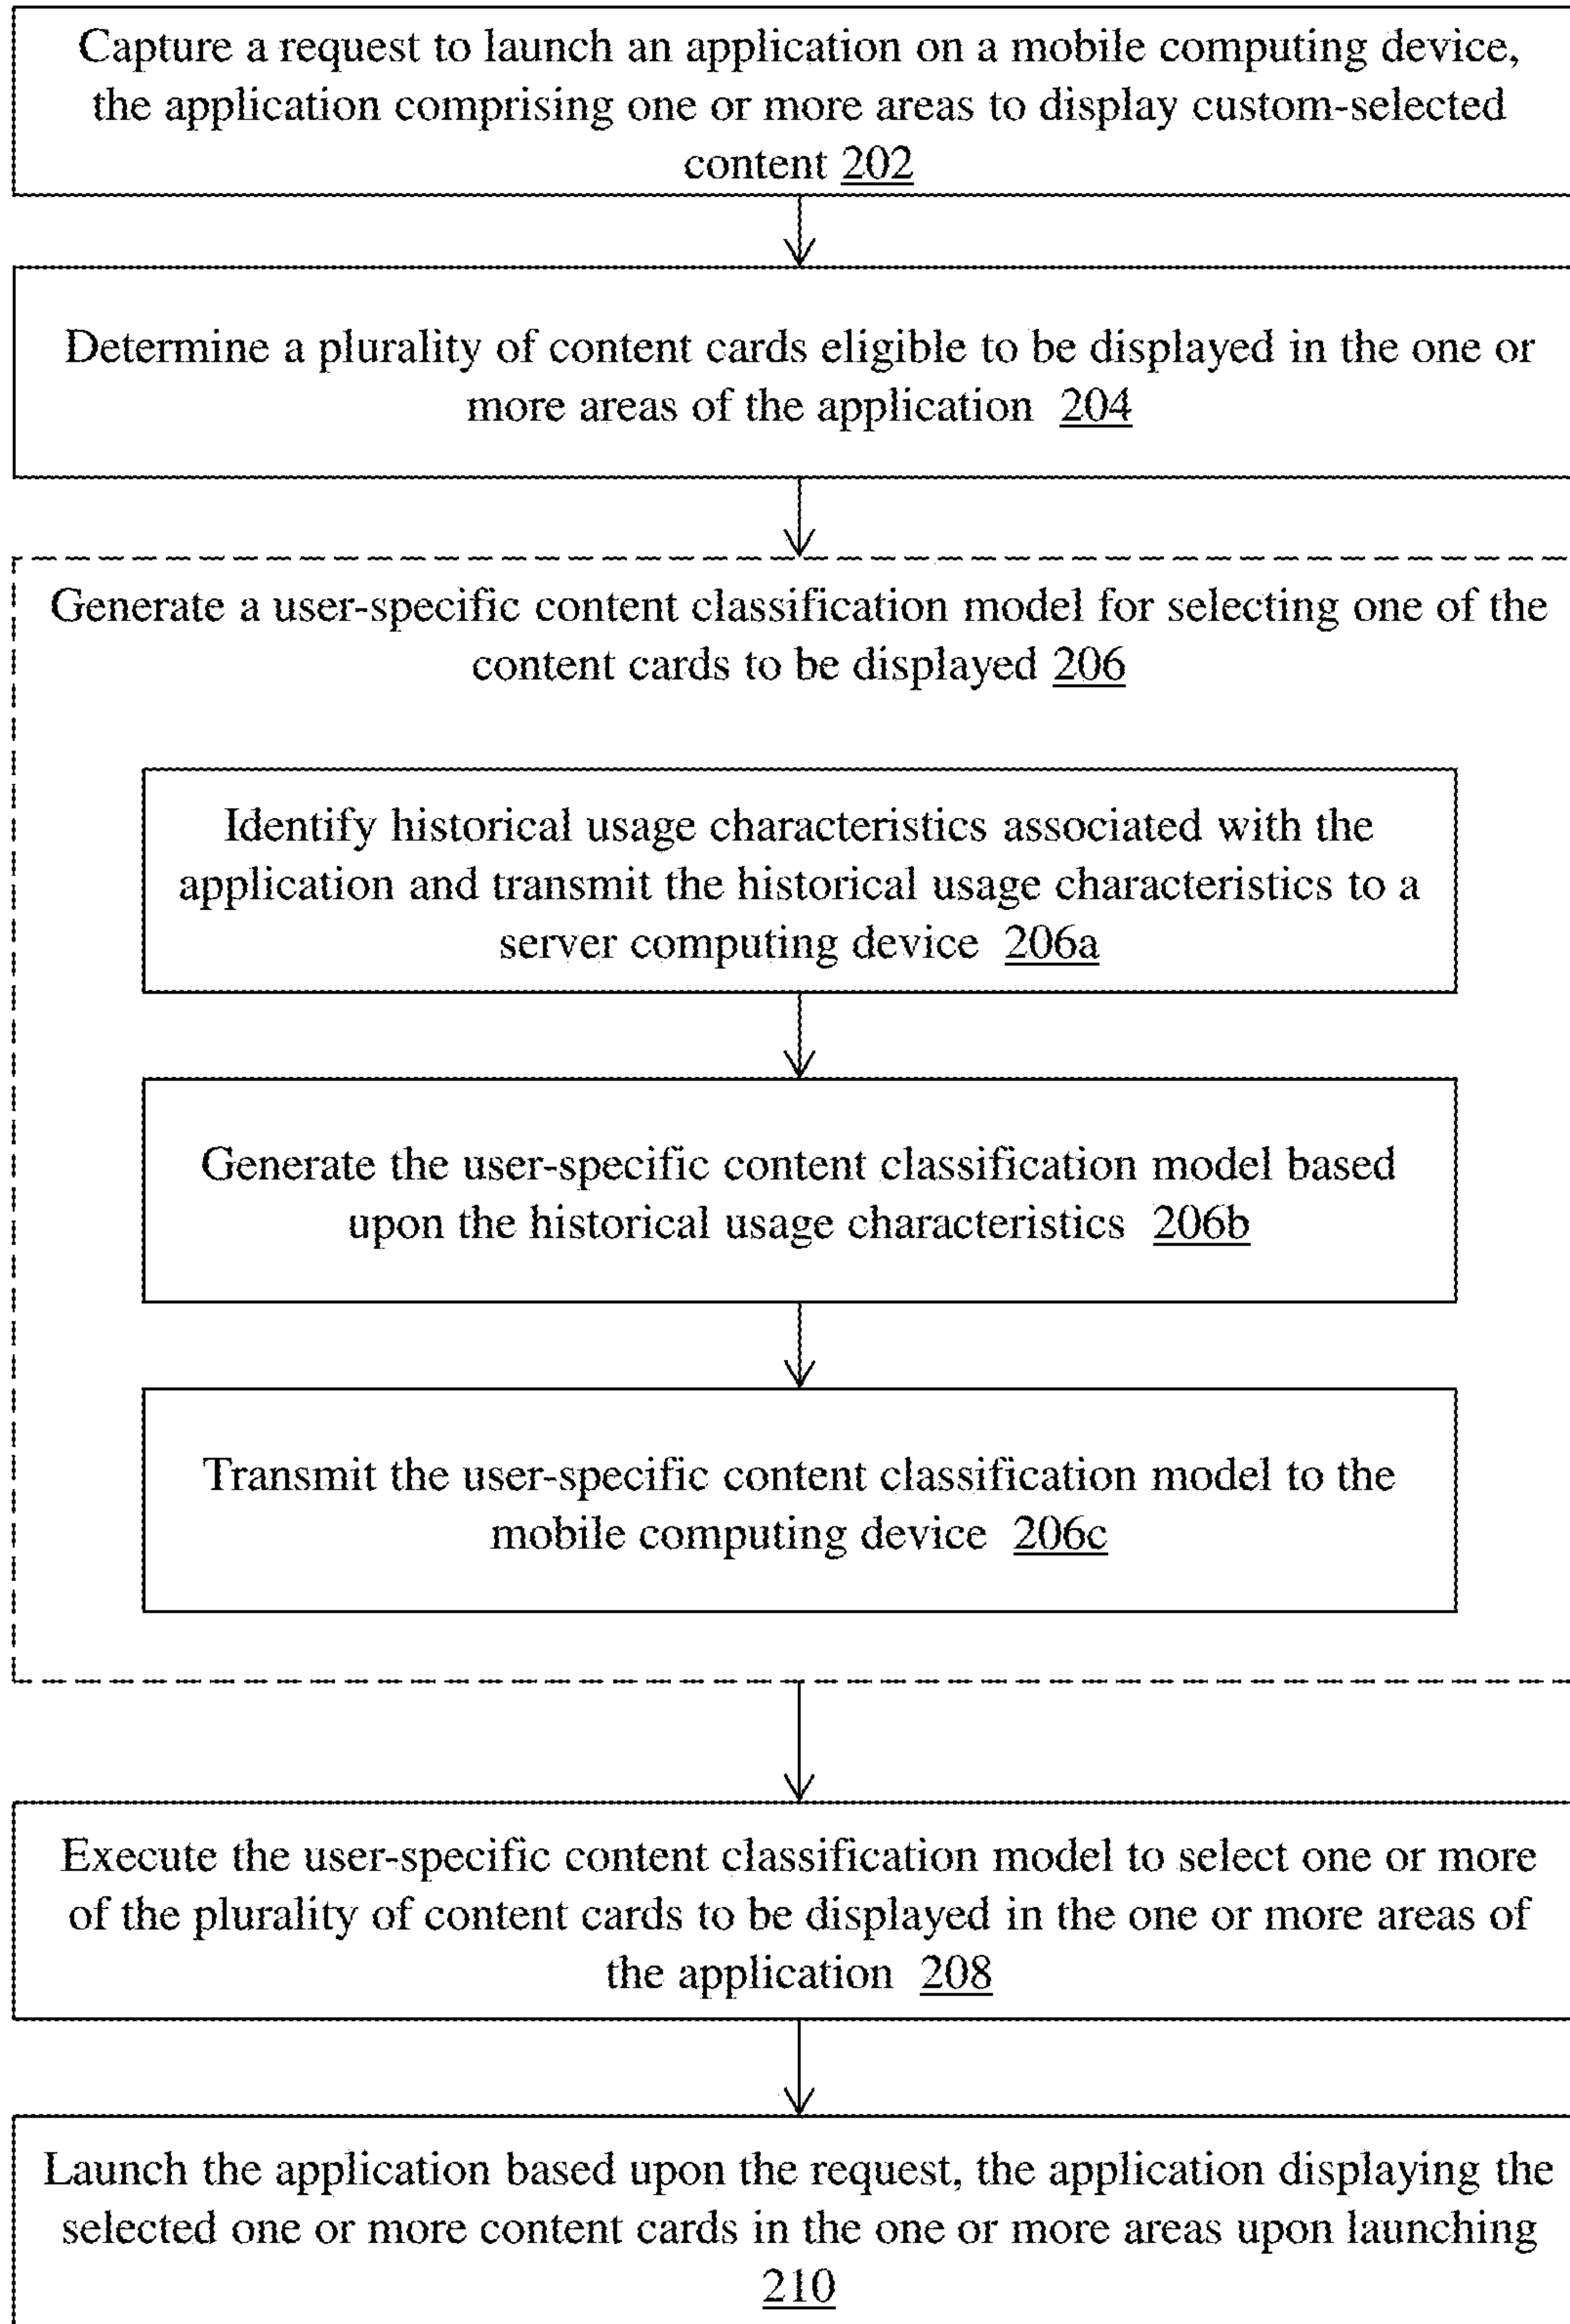 Capture a request to launch an application on a mobile computing device,
the application comprising one or more areas to display custom-selected
content 202
Determine a plurality of content cards eligible to be displayed in the one or
more areas of the application 204
Generate a user-specific content classification model for selecting one of the
content cards to be displayed 206
Identify historical usage characteristics associated with the
application and transmit the historical usage characteristics to a
server computing device 206a
Generate the user-specific content classification model based
upon the historical usage characteristics 206b
Transmit the user-specific content classification model to the
mobile computing device 206c
Execute the user-specific content classification model to select one or more
of the plurality of content cards to be displayed in the one or more areas of
the application 208
Launch the application based upon the request, the application displaying the
selected one or more content cards in the one or more areas upon launching
210